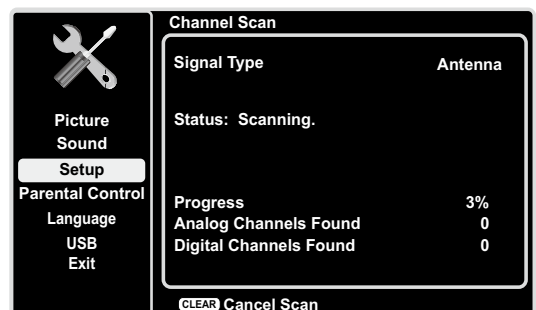 Channel Scan
Signal Type Antenna
Status: Scanning.
Picture
Sound
Setup
Parental Control
Language
USB
Exit
Progress 3%
Analog Channels Found 0
Digital Channels Found 0
CLEAR Cancel Scan